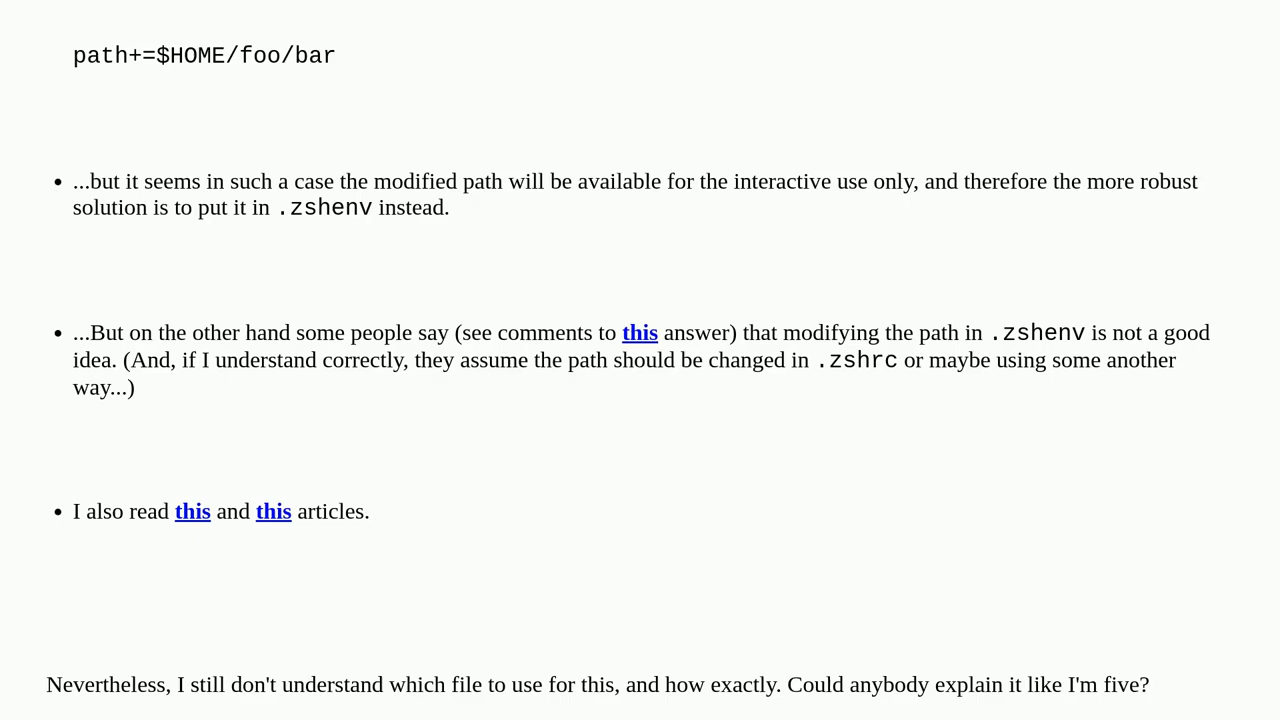 path+=$HOME/foo/bar
...but it seems in such a case the modified path will be available for the interactive use only, and therefore the more robust
solution is to put it in .zshenv instead.
...But on the other hand some people say (see comments to this answer) that modifying the path in .zshenv is not a good
idea. (And, if I understand correctly, they assume the path should be changed in .zshrc or maybe using some another
way...)
I also read this and this articles.
Nevertheless, I still don't understand which file to use for this, and how exactly. Could anybody explain it like I'm five?